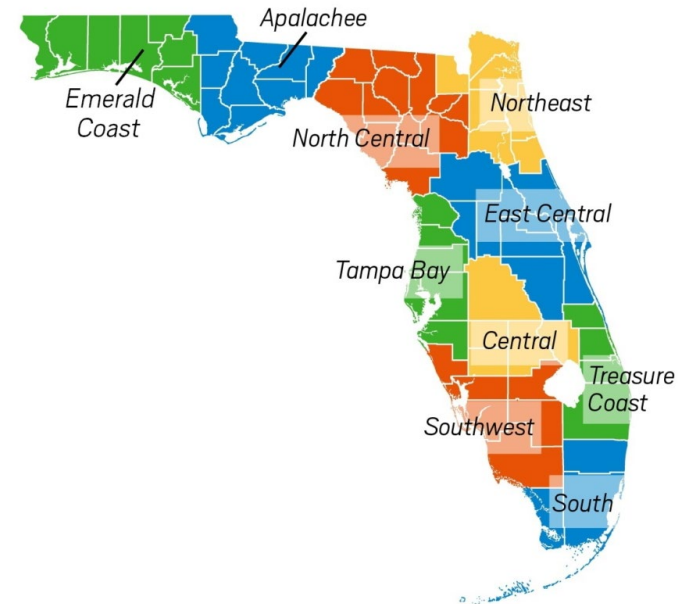 Apalachee
Emerald
Coast
Northeast
North Central
East Central
Tampa Bay
Central
Treasure
Coast
Southwest
South